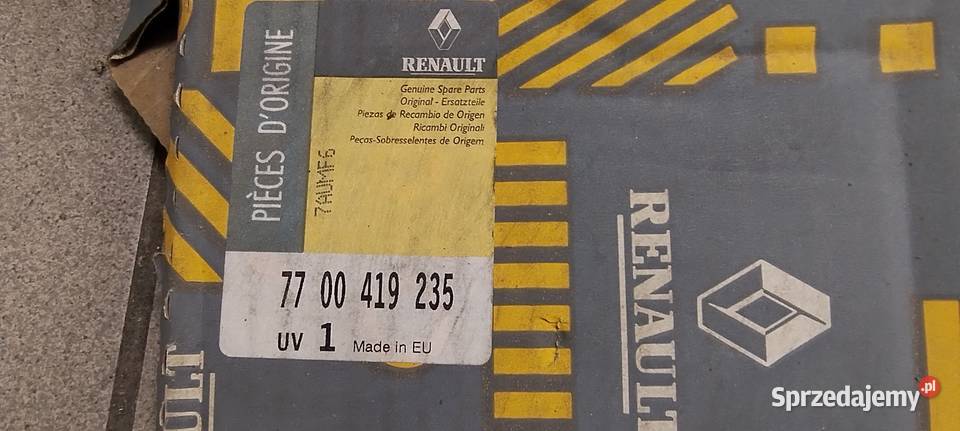 PIÈCES D'ORIGINE
RENAULT
Genuine Spare Parts
Original - Ersatzteile
Piezas de Recambio de Origen
Ricambi Originali
Peças-Sobresselentes de Origem
7AUMF6
77 00 419 235
UV 1 Made in EU
RENAULT
ULT
Sprzedajemy.pl